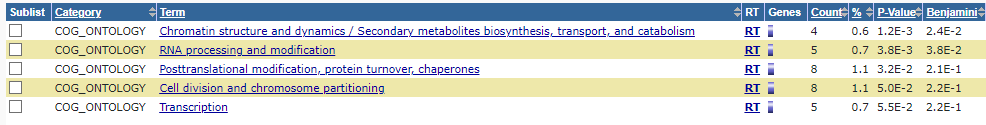 Sublist Category Term RT Genes Count % P-Value Benjamini
COG_ONTOLOGY Chromatin structure and dynamics / Secondary metabolites biosynthesis, transport, and catabolism RT 4 0.6 1.2E-3 2.4E-2
COG_ONTOLOGY RNA processing and modification RT 5 0.7 3.8E-3 3.8E-2
COG_ONTOLOGY Posttranslational modification, protein turnover, chaperones RT 8 1.1 3.2E-2 2.1E-1
COG_ONTOLOGY Cell division and chromosome partitioning RT 8 1.1 5.0E-2 2.2E-1
COG_ONTOLOGY Transcription RT 5 0.7 5.5E-2 2.2E-1